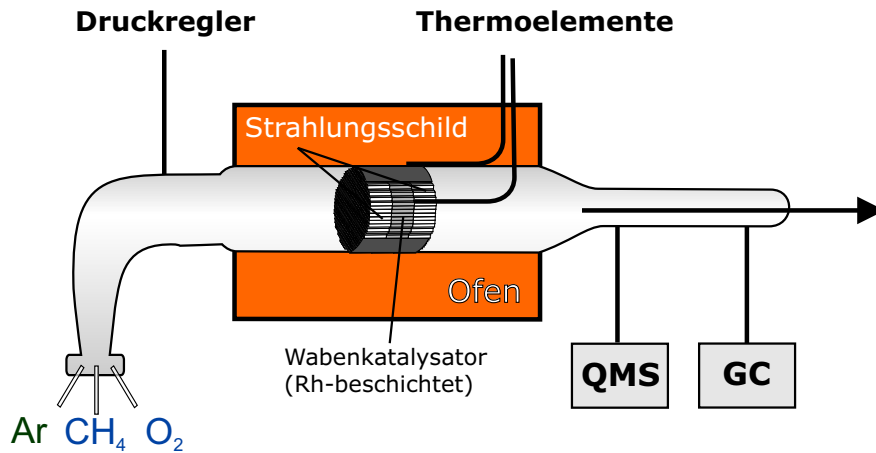 Druckregler
Thermoelemente
Strahlungsschild
Ofen
Wabenkatalysator
(Rh-beschichtet)
QMS
GC
Ar CH₄ O₂